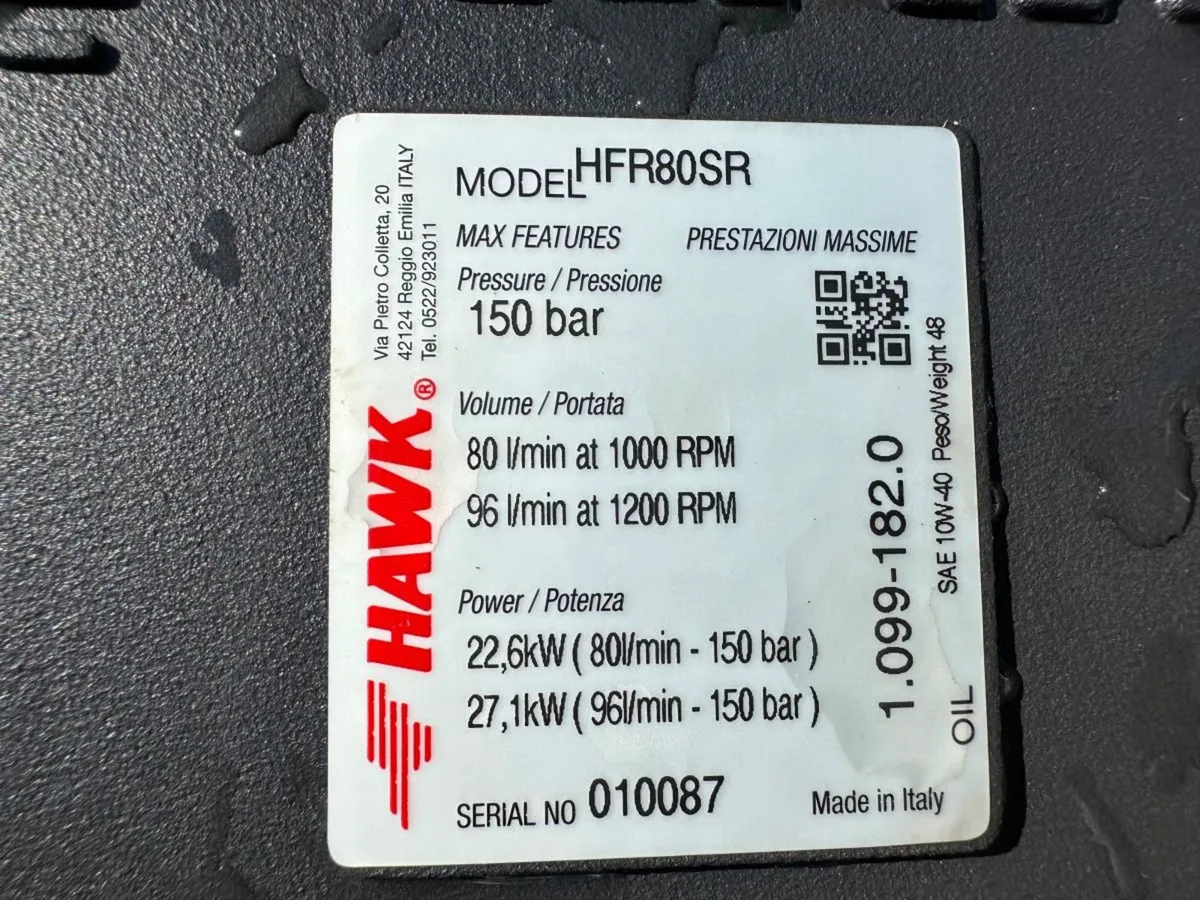 MODEL HFR80SR
MAX FEATURES PRESTAZIONI MASSIME
Pressure / Pressione
150 bar
Volume / Portata
80 l/min at 1000 RPM
96 l/min at 1200 RPM
Power / Potenza
22,6kW ( 80l/min - 150 bar )
27,1kW ( 96l/min - 150 bar )
SERIAL NO 010087
Made in Italy
HAWK®
Via Pietro Colletta, 20
42124 Reggio Emilia ITALY
Tel. 0522/923011
1.099-182.0
OIL SAE 10W-40 Peso/Weight 48